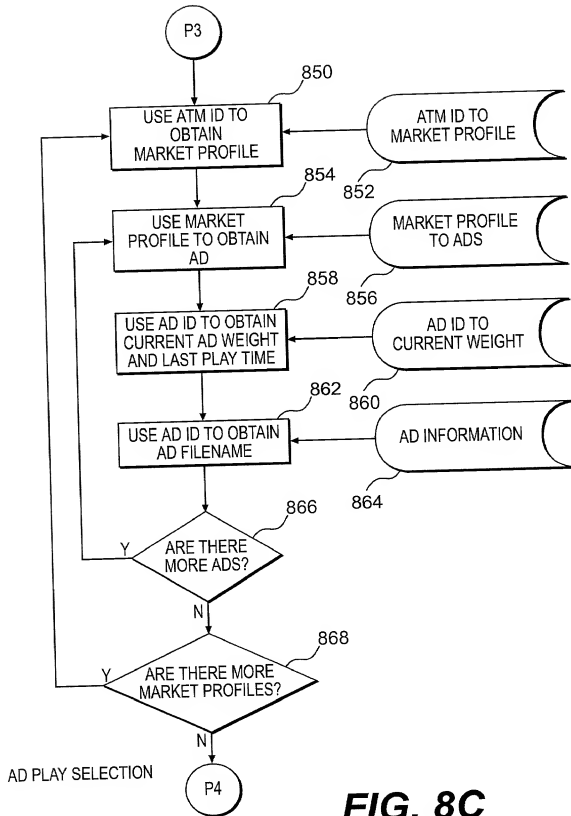 P3
850
USE ATM ID TO
OBTAIN
MARKET PROFILE
ATM ID TO
MARKET PROFILE
852
854
USE MARKET
PROFILE TO OBTAIN
AD
MARKET PROFILE
TO ADS
856
858
USE AD ID TO OBTAIN
CURRENT AD WEIGHT
AND LAST PLAY TIME
AD ID TO
CURRENT WEIGHT
860
862
USE AD ID TO OBTAIN
AD FILENAME
AD INFORMATION
864
866
ARE THERE
MORE ADS?
Y
N
868
ARE THERE MORE
MARKET PROFILES?
Y
N
AD PLAY SELECTION
P4
FIG. 8C